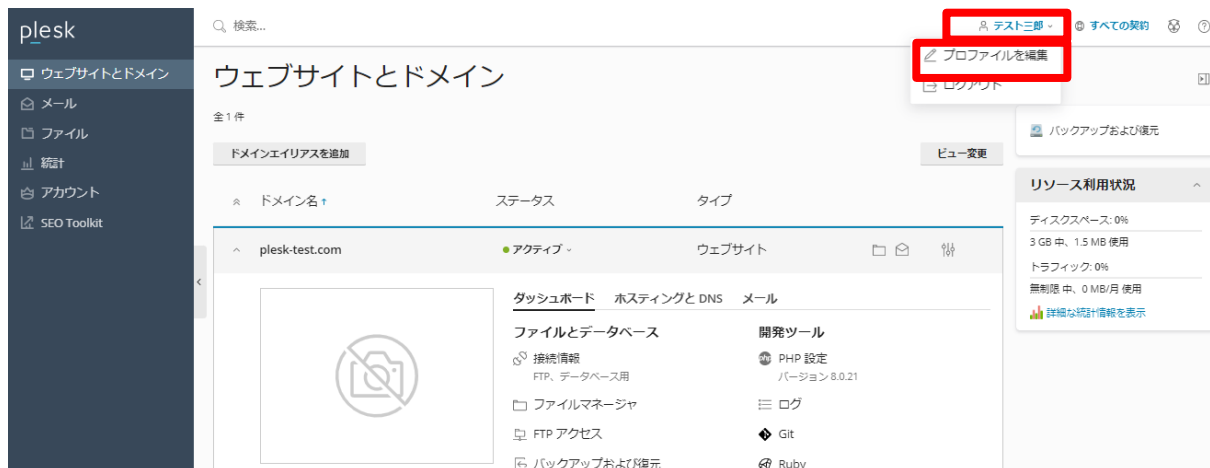 plesk
検索...
テスト三郎
すべての契約
プロファイルを編集
ログアウト
ウェブサイトとドメイン
メール
ファイル
統計
アカウント
SEO Toolkit
ウェブサイトとドメイン
全1件
ドメインエイリアスを追加
ビュー変更
ドメイン名↑
ステータス
タイプ
plesk-test.com
アクティブ
ウェブサイト
ダッシュボード
ホスティングと DNS
メール
ファイルとデータベース
接続情報
FTP、データベース用
ファイルマネージャ
FTP アクセス
バックアップおよび復元
開発ツール
PHP 設定
バージョン 8.0.21
ログ
Git
Ruby
バックアップおよび復元
リソース利用状況
ディスクスペース: 0%
3 GB 中、1.5 MB 使用
トラフィック: 0%
無制限 中、0 MB/月 使用
詳細な統計情報を表示